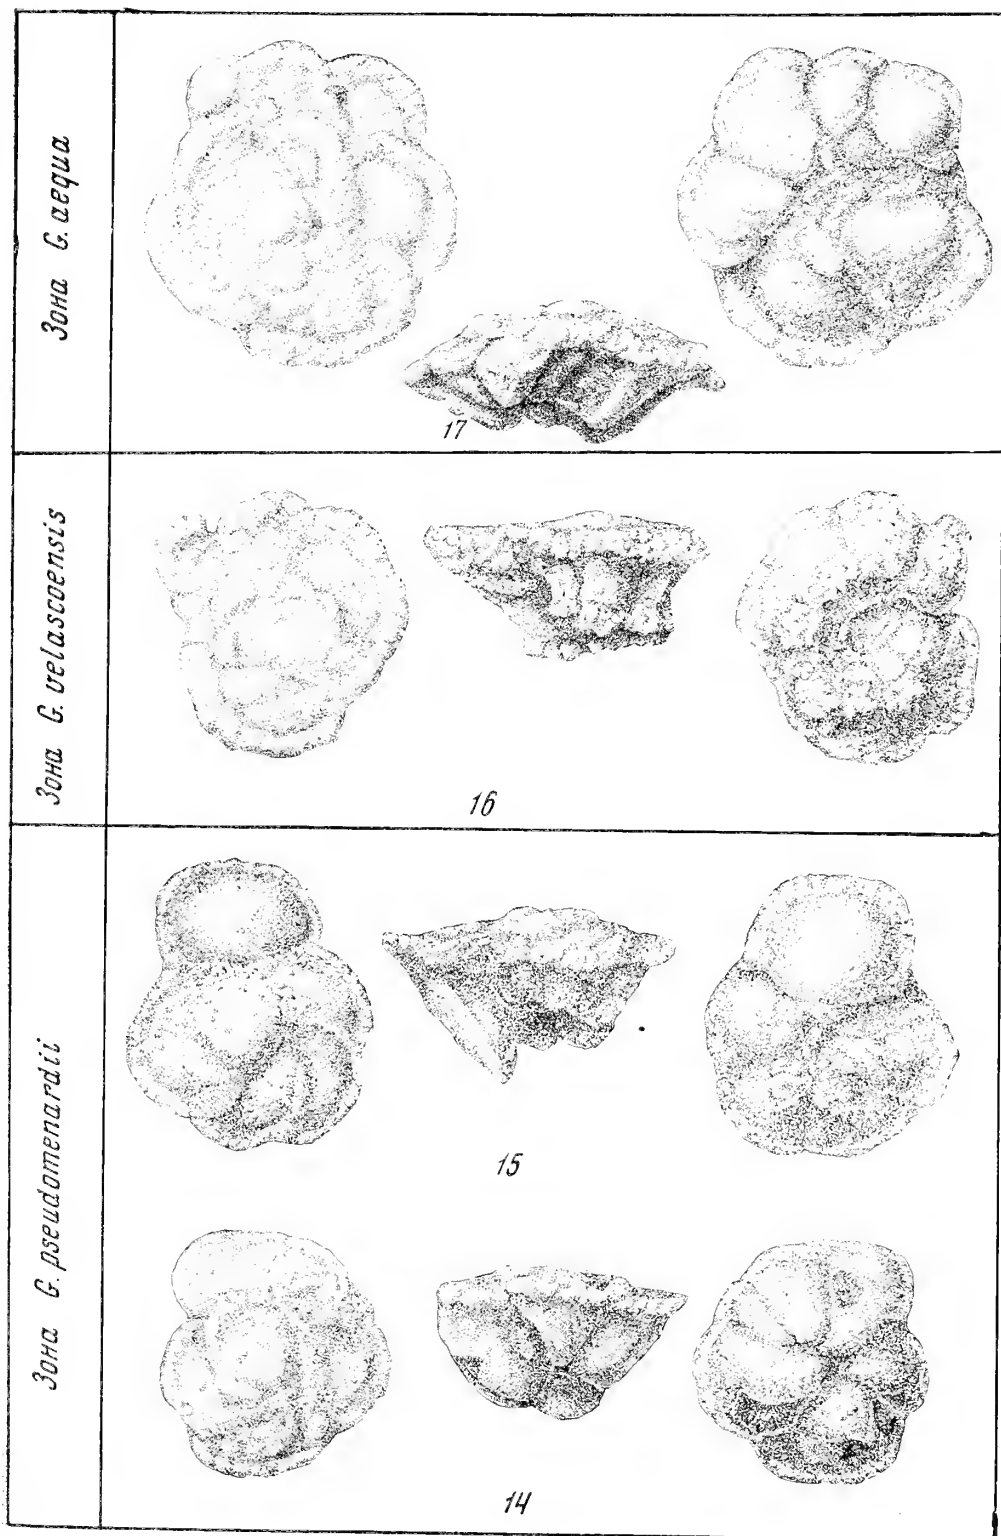 Зона G. aequa
17
Зона G. velascoensis
16
Зона G. pseudomenardii
15
14